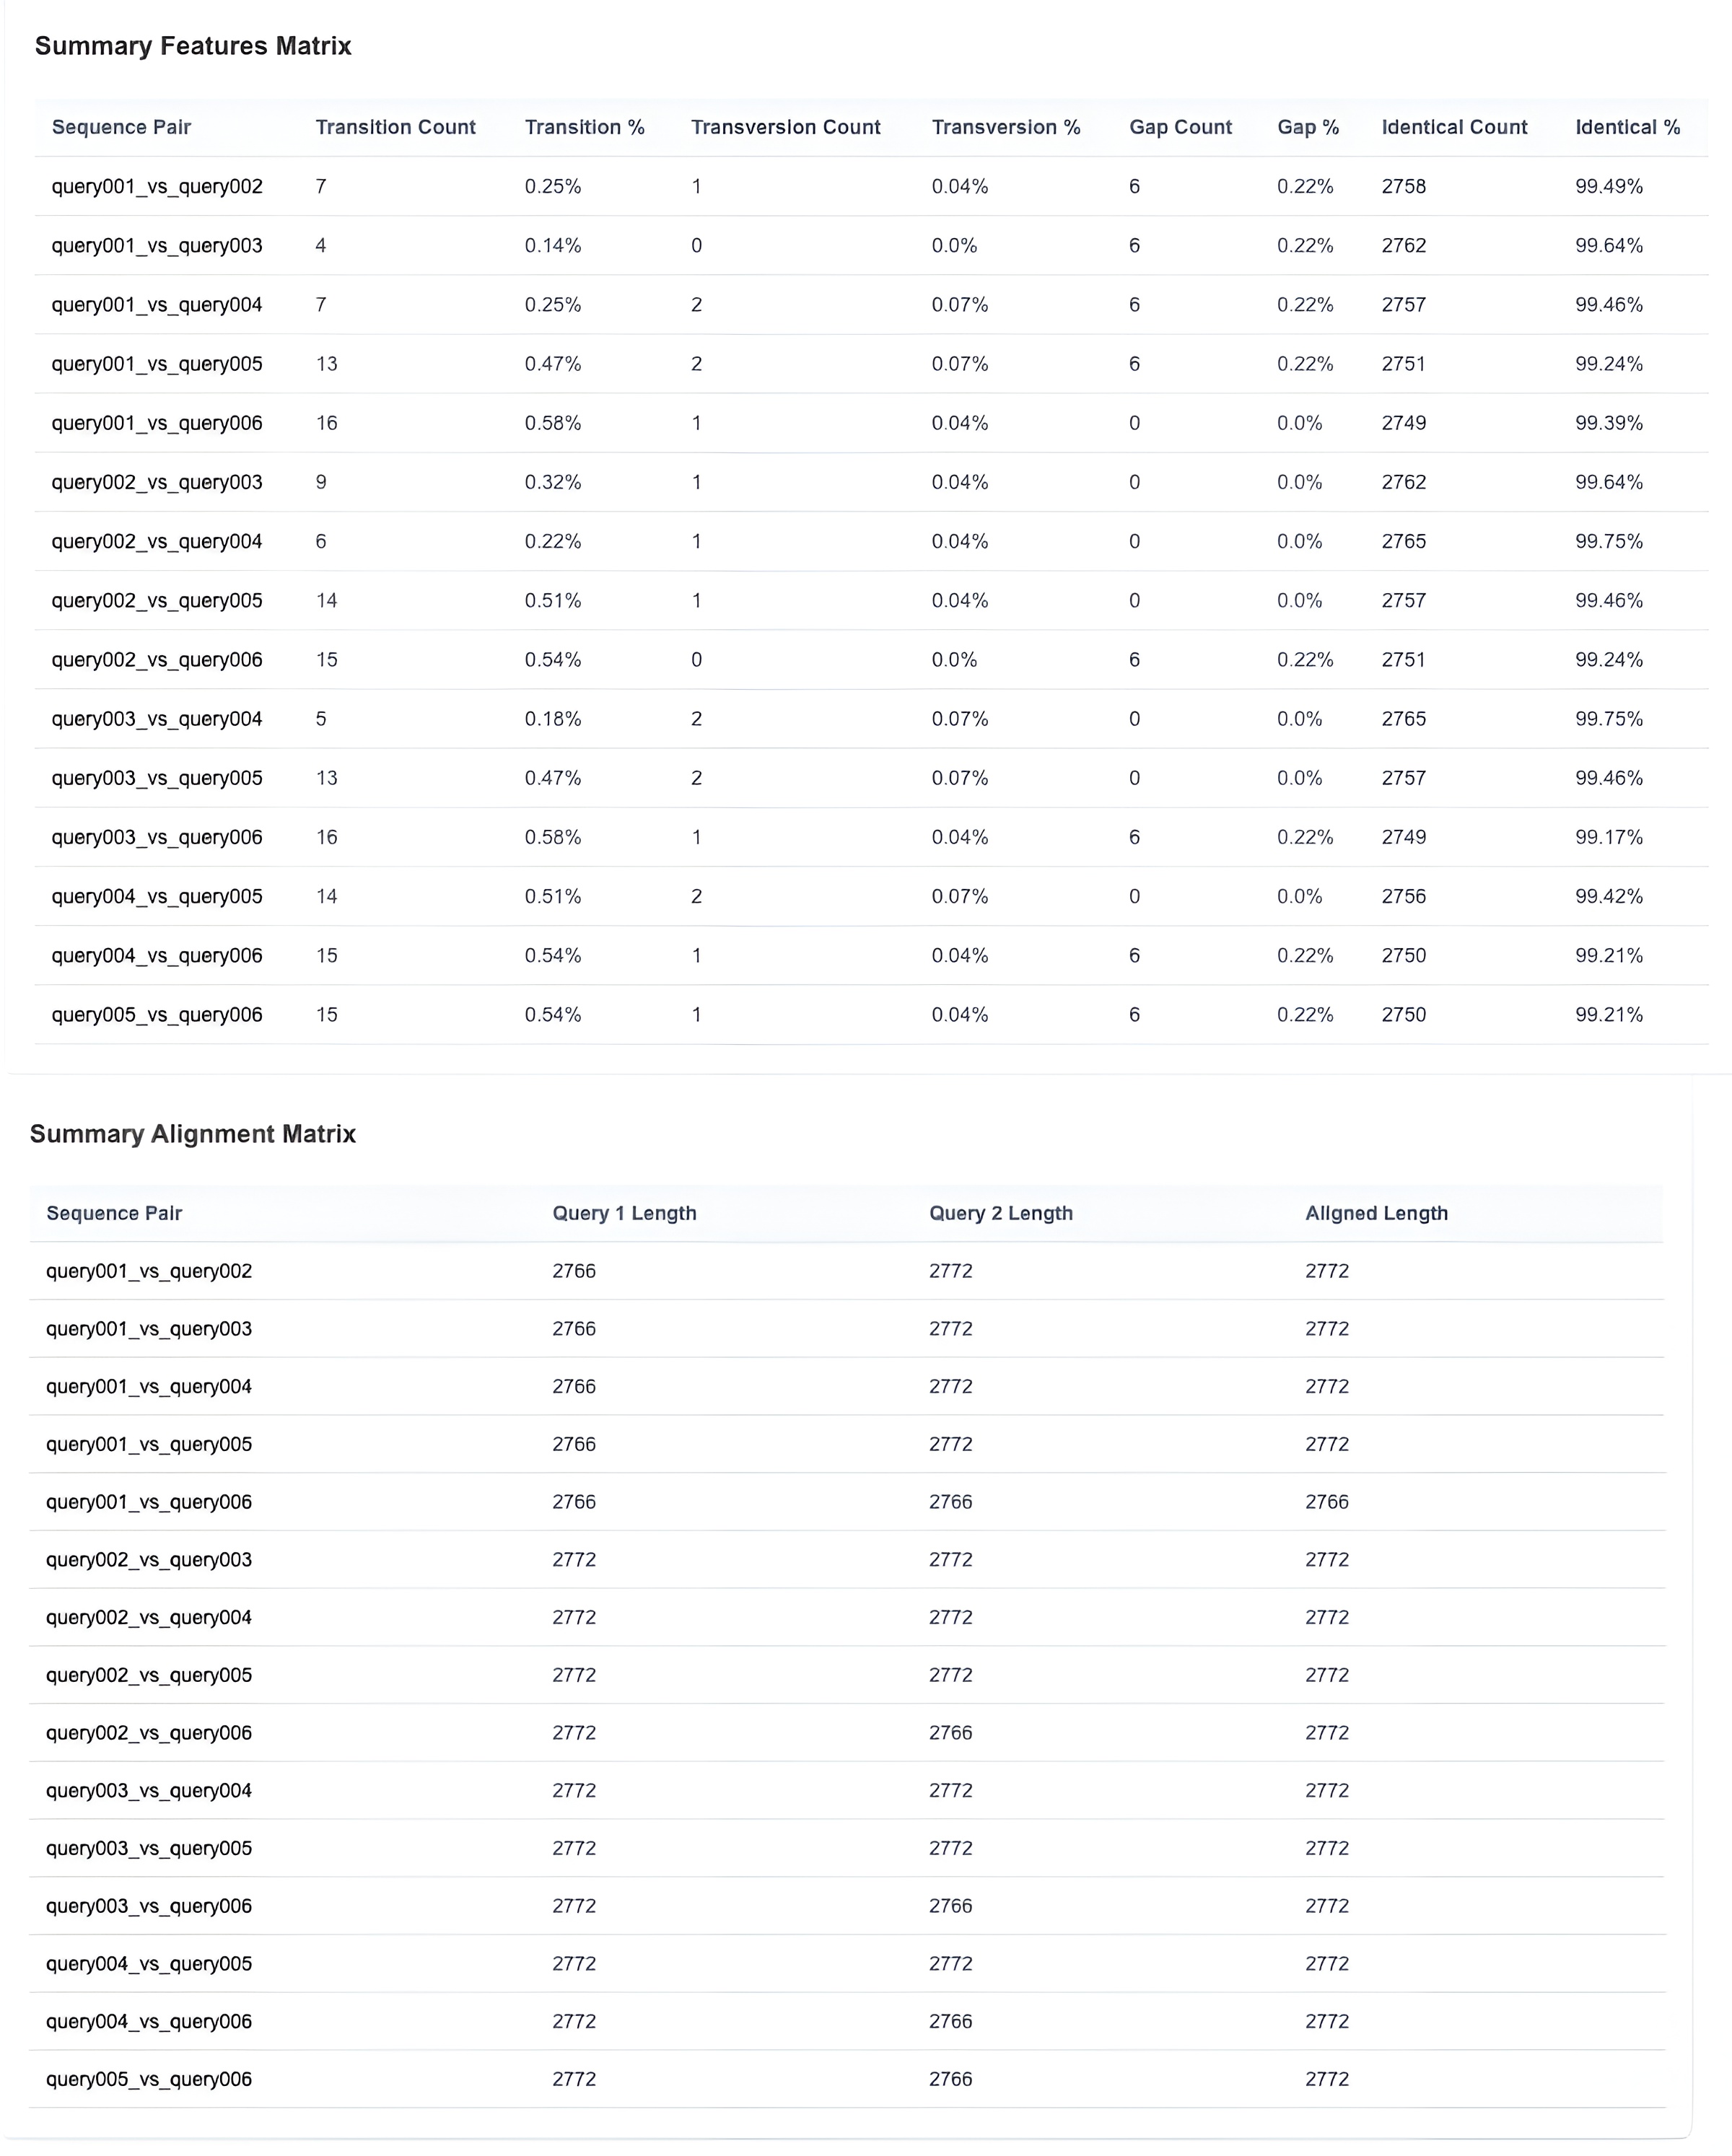 Summary Features Matrix
Sequence Pair Transition Count Transition % Transversion Count Transversion % Gap Count Gap % Identical Count Identical %
query001_vs_query002 7 0.25% 1 0.04% 6 0.22% 2758 99.49%
query001_vs_query003 4 0.14% 0 0.0% 6 0.22% 2762 99.64%
query001_vs_query004 7 0.25% 2 0.07% 6 0.22% 2757 99.46%
query001_vs_query005 13 0.47% 2 0.07% 6 0.22% 2751 99.24%
query001_vs_query006 16 0.58% 1 0.04% 0 0.0% 2749 99.39%
query002_vs_query003 9 0.32% 1 0.04% 0 0.0% 2762 99.64%
query002_vs_query004 6 0.22% 1 0.04% 0 0.0% 2765 99.75%
query002_vs_query005 14 0.51% 1 0.04% 0 0.0% 2757 99.46%
query002_vs_query006 15 0.54% 0 0.0% 6 0.22% 2751 99.24%
query003_vs_query004 5 0.18% 2 0.07% 0 0.0% 2765 99.75%
query003_vs_query005 13 0.47% 2 0.07% 0 0.0% 2757 99.46%
query003_vs_query006 16 0.58% 1 0.04% 6 0.22% 2749 99.17%
query004_vs_query005 14 0.51% 2 0.07% 0 0.0% 2756 99.42%
query004_vs_query006 15 0.54% 1 0.04% 6 0.22% 2750 99.21%
query005_vs_query006 15 0.54% 1 0.04% 6 0.22% 2750 99.21%
Summary Alignment Matrix
Sequence Pair Query 1 Length Query 2 Length Aligned Length
query001_vs_query002 2766 2772 2772
query001_vs_query003 2766 2772 2772
query001_vs_query004 2766 2772 2772
query001_vs_query005 2766 2772 2772
query001_vs_query006 2766 2766 2766
query002_vs_query003 2772 2772 2772
query002_vs_query004 2772 2772 2772
query002_vs_query005 2772 2772 2772
query002_vs_query006 2772 2766 2772
query003_vs_query004 2772 2772 2772
query003_vs_query005 2772 2772 2772
query003_vs_query006 2772 2766 2772
query004_vs_query005 2772 2772 2772
query004_vs_query006 2772 2766 2772
query005_vs_query006 2772 2766 2772